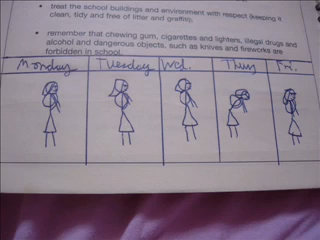 • treat the school buildings and environment with respect (keeping it
clean, tidy and free of litter and graffiti);
• remember that chewing gum, cigarettes and lighters, illegal drugs and
alcohol and dangerous objects, such as knives and fireworks are
forbidden in school.
Monday Tuesday Wed. Thurs Fri.